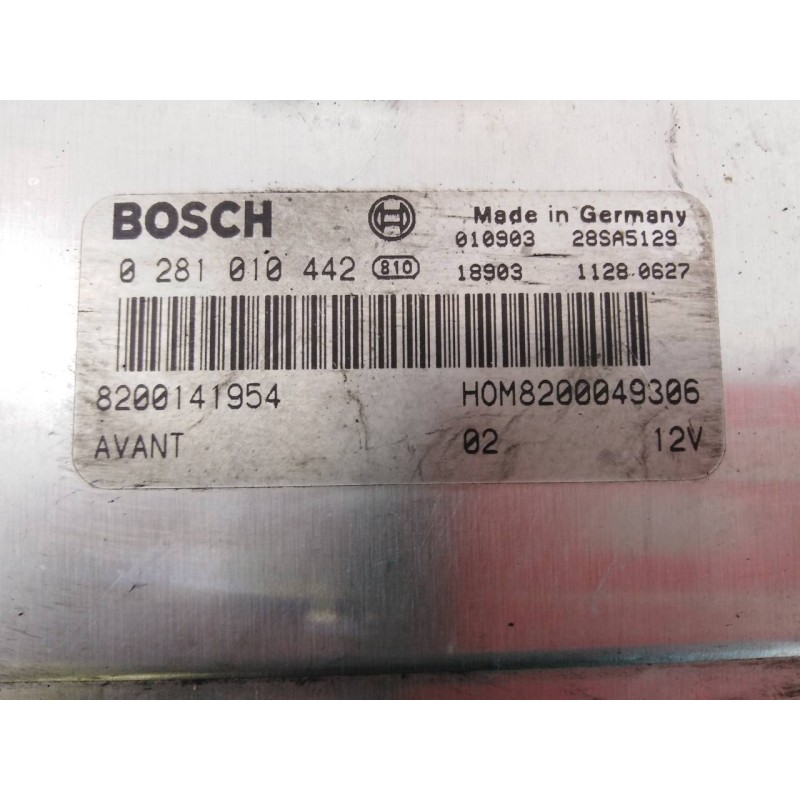 BOSCH Made in Germany
010903 28SA5129
0 281 010 442 810 18903 1128 0627
8200141954 HOM8200049306
AVANT 02 12V